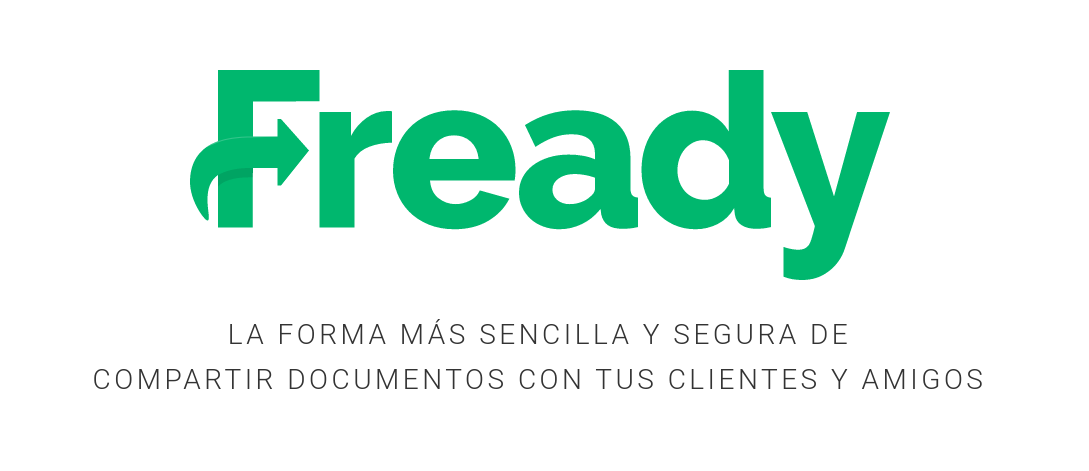 Fready
LA FORMA MÁS SENCILLA Y SEGURA DE
COMPARTIR DOCUMENTOS CON TUS CLIENTES Y AMIGOS